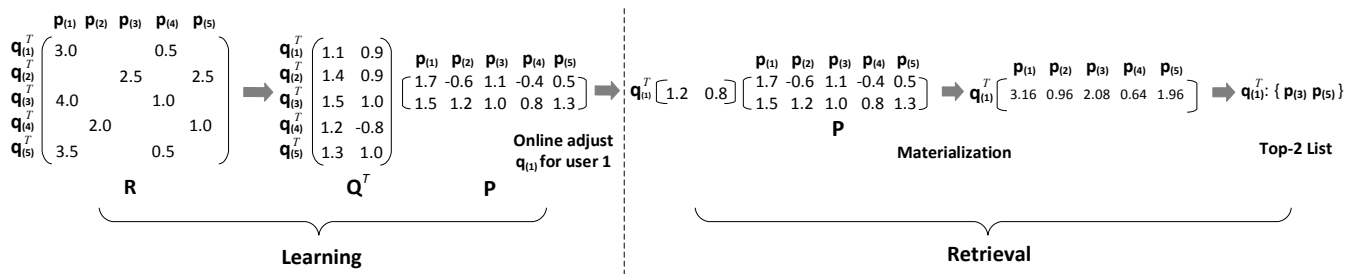 p(1) p(2) p(3) p(4) p(5)
q(1)^T 3.0 0.5
q(2)^T 2.5 2.5
q(3)^T 4.0 1.0
q(4)^T 2.0 1.0
q(5)^T 3.5 0.5
R
q(1)^T 1.1 0.9
q(2)^T 1.4 0.9
q(3)^T 1.5 1.0
q(4)^T 1.2 -0.8
q(5)^T 1.3 1.0
Q^T
p(1) p(2) p(3) p(4) p(5)
1.7 -0.6 1.1 -0.4 0.5
1.5 1.2 1.0 0.8 1.3
P
Online adjust
q(1) for user 1
Learning
q(1)^T 1.2 0.8
p(1) p(2) p(3) p(4) p(5)
1.7 -0.6 1.1 -0.4 0.5
1.5 1.2 1.0 0.8 1.3
P
p(1) p(2) p(3) p(4) p(5)
q(1)^T 3.16 0.96 2.08 0.64 1.96
Materialization
q(1)^T: { p(3) p(5) }
Top-2 List
Retrieval